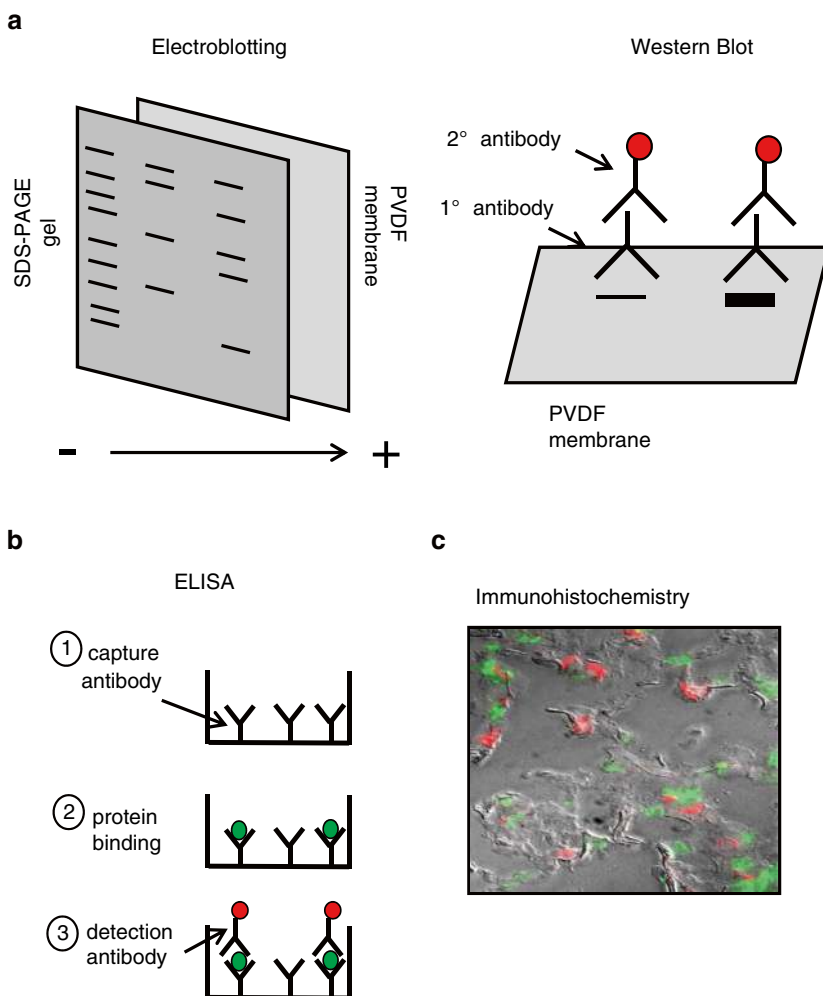 a
Electroblotting
SDS-PAGE
gel
PVDF
membrane
-
+
Western Blot
2° antibody
1° antibody
PVDF
membrane
b
ELISA
1 capture
antibody
2 protein
binding
3 detection
antibody
c
Immunohistochemistry